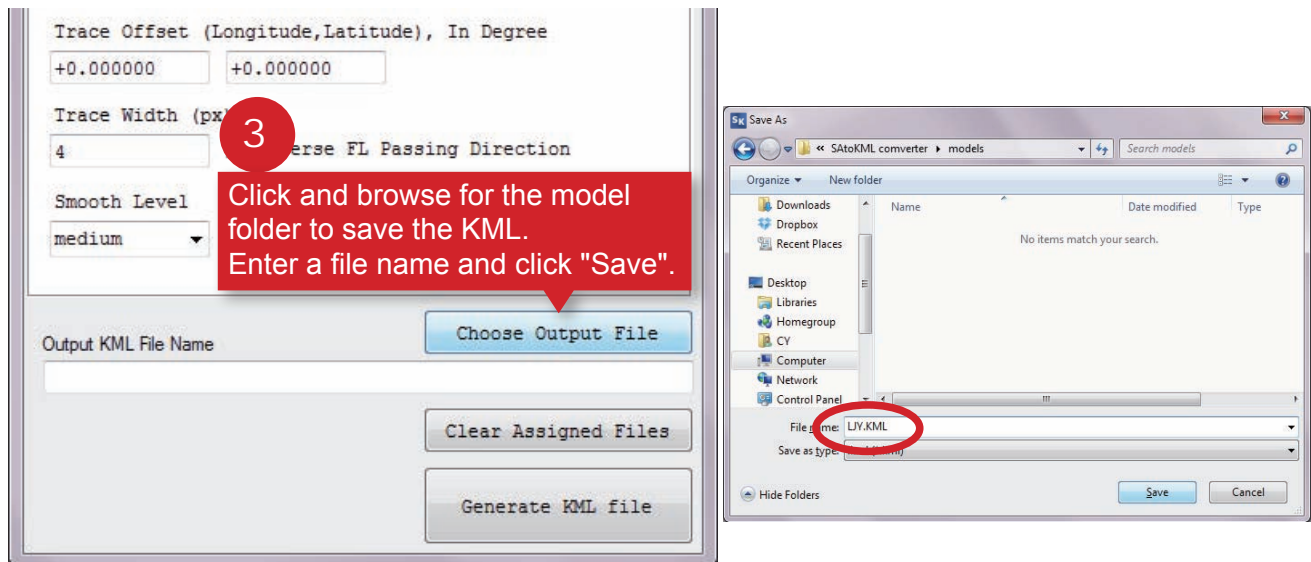 Trace Offset (Longitude,Latitude), In Degree
+0.000000 +0.000000
Trace Width (px
3
4
erse FL Passing Direction
Smooth Level
medium
Click and browse for the model
folder to save the KML.
Enter a file name and click "Save".
Choose Output File
Output KML File Name
Clear Assigned Files
Generate KML file
SK Save As
« SAtoKML comverter models
Search models
Organize New folder
Downloads
Dropbox
Recent Places
Desktop
Libraries
Homegroup
CY
Computer
Network
Control Panel
Name Date modified Type
No items match your search.
File name: LJY.KML
Save as type:
Hide Folders
Save Cancel